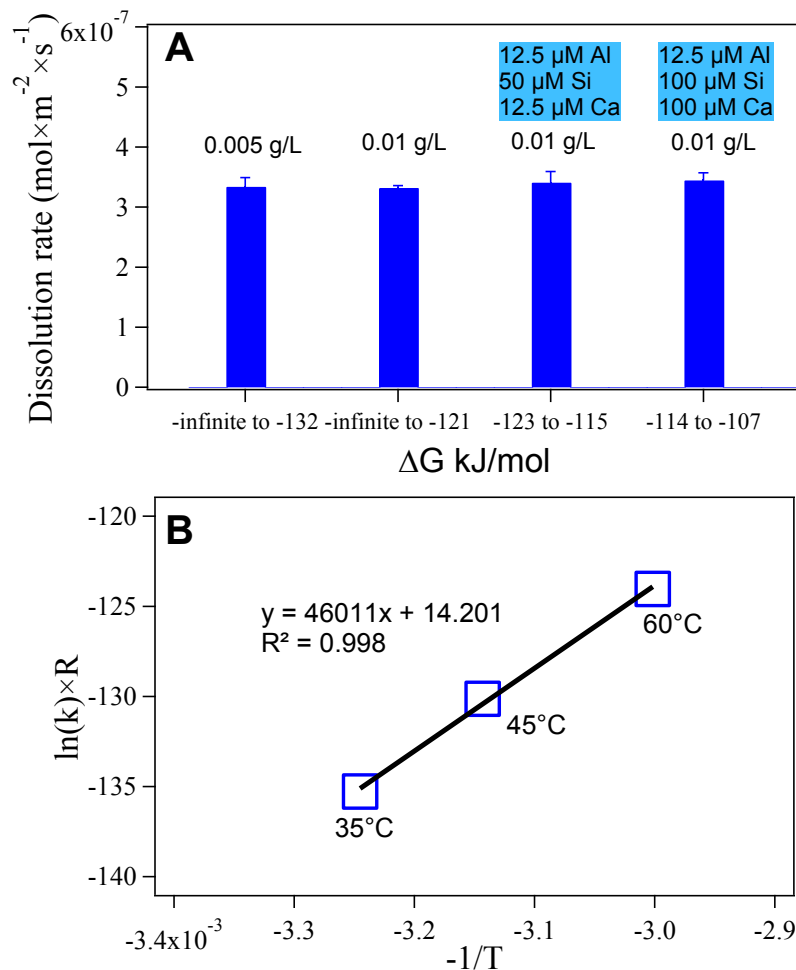 A
6x10⁻⁷
5
4
3
2
1
0
Dissolution rate (mol×m⁻²×s⁻¹)
12.5 µM Al
50 µM Si
12.5 µM Ca
12.5 µM Al
100 µM Si
100 µM Ca
0.005 g/L 0.01 g/L 0.01 g/L 0.01 g/L
-infinite to -132 -infinite to -121 -123 to -115 -114 to -107
ΔG kJ/mol
B
-120
-125
-130
-135
-140
ln(k)×R
y = 46011x + 14.201
R² = 0.998
60°C
45°C
35°C
-3.4x10⁻³ -3.3 -3.2 -3.1 -3.0 -2.9
-1/T